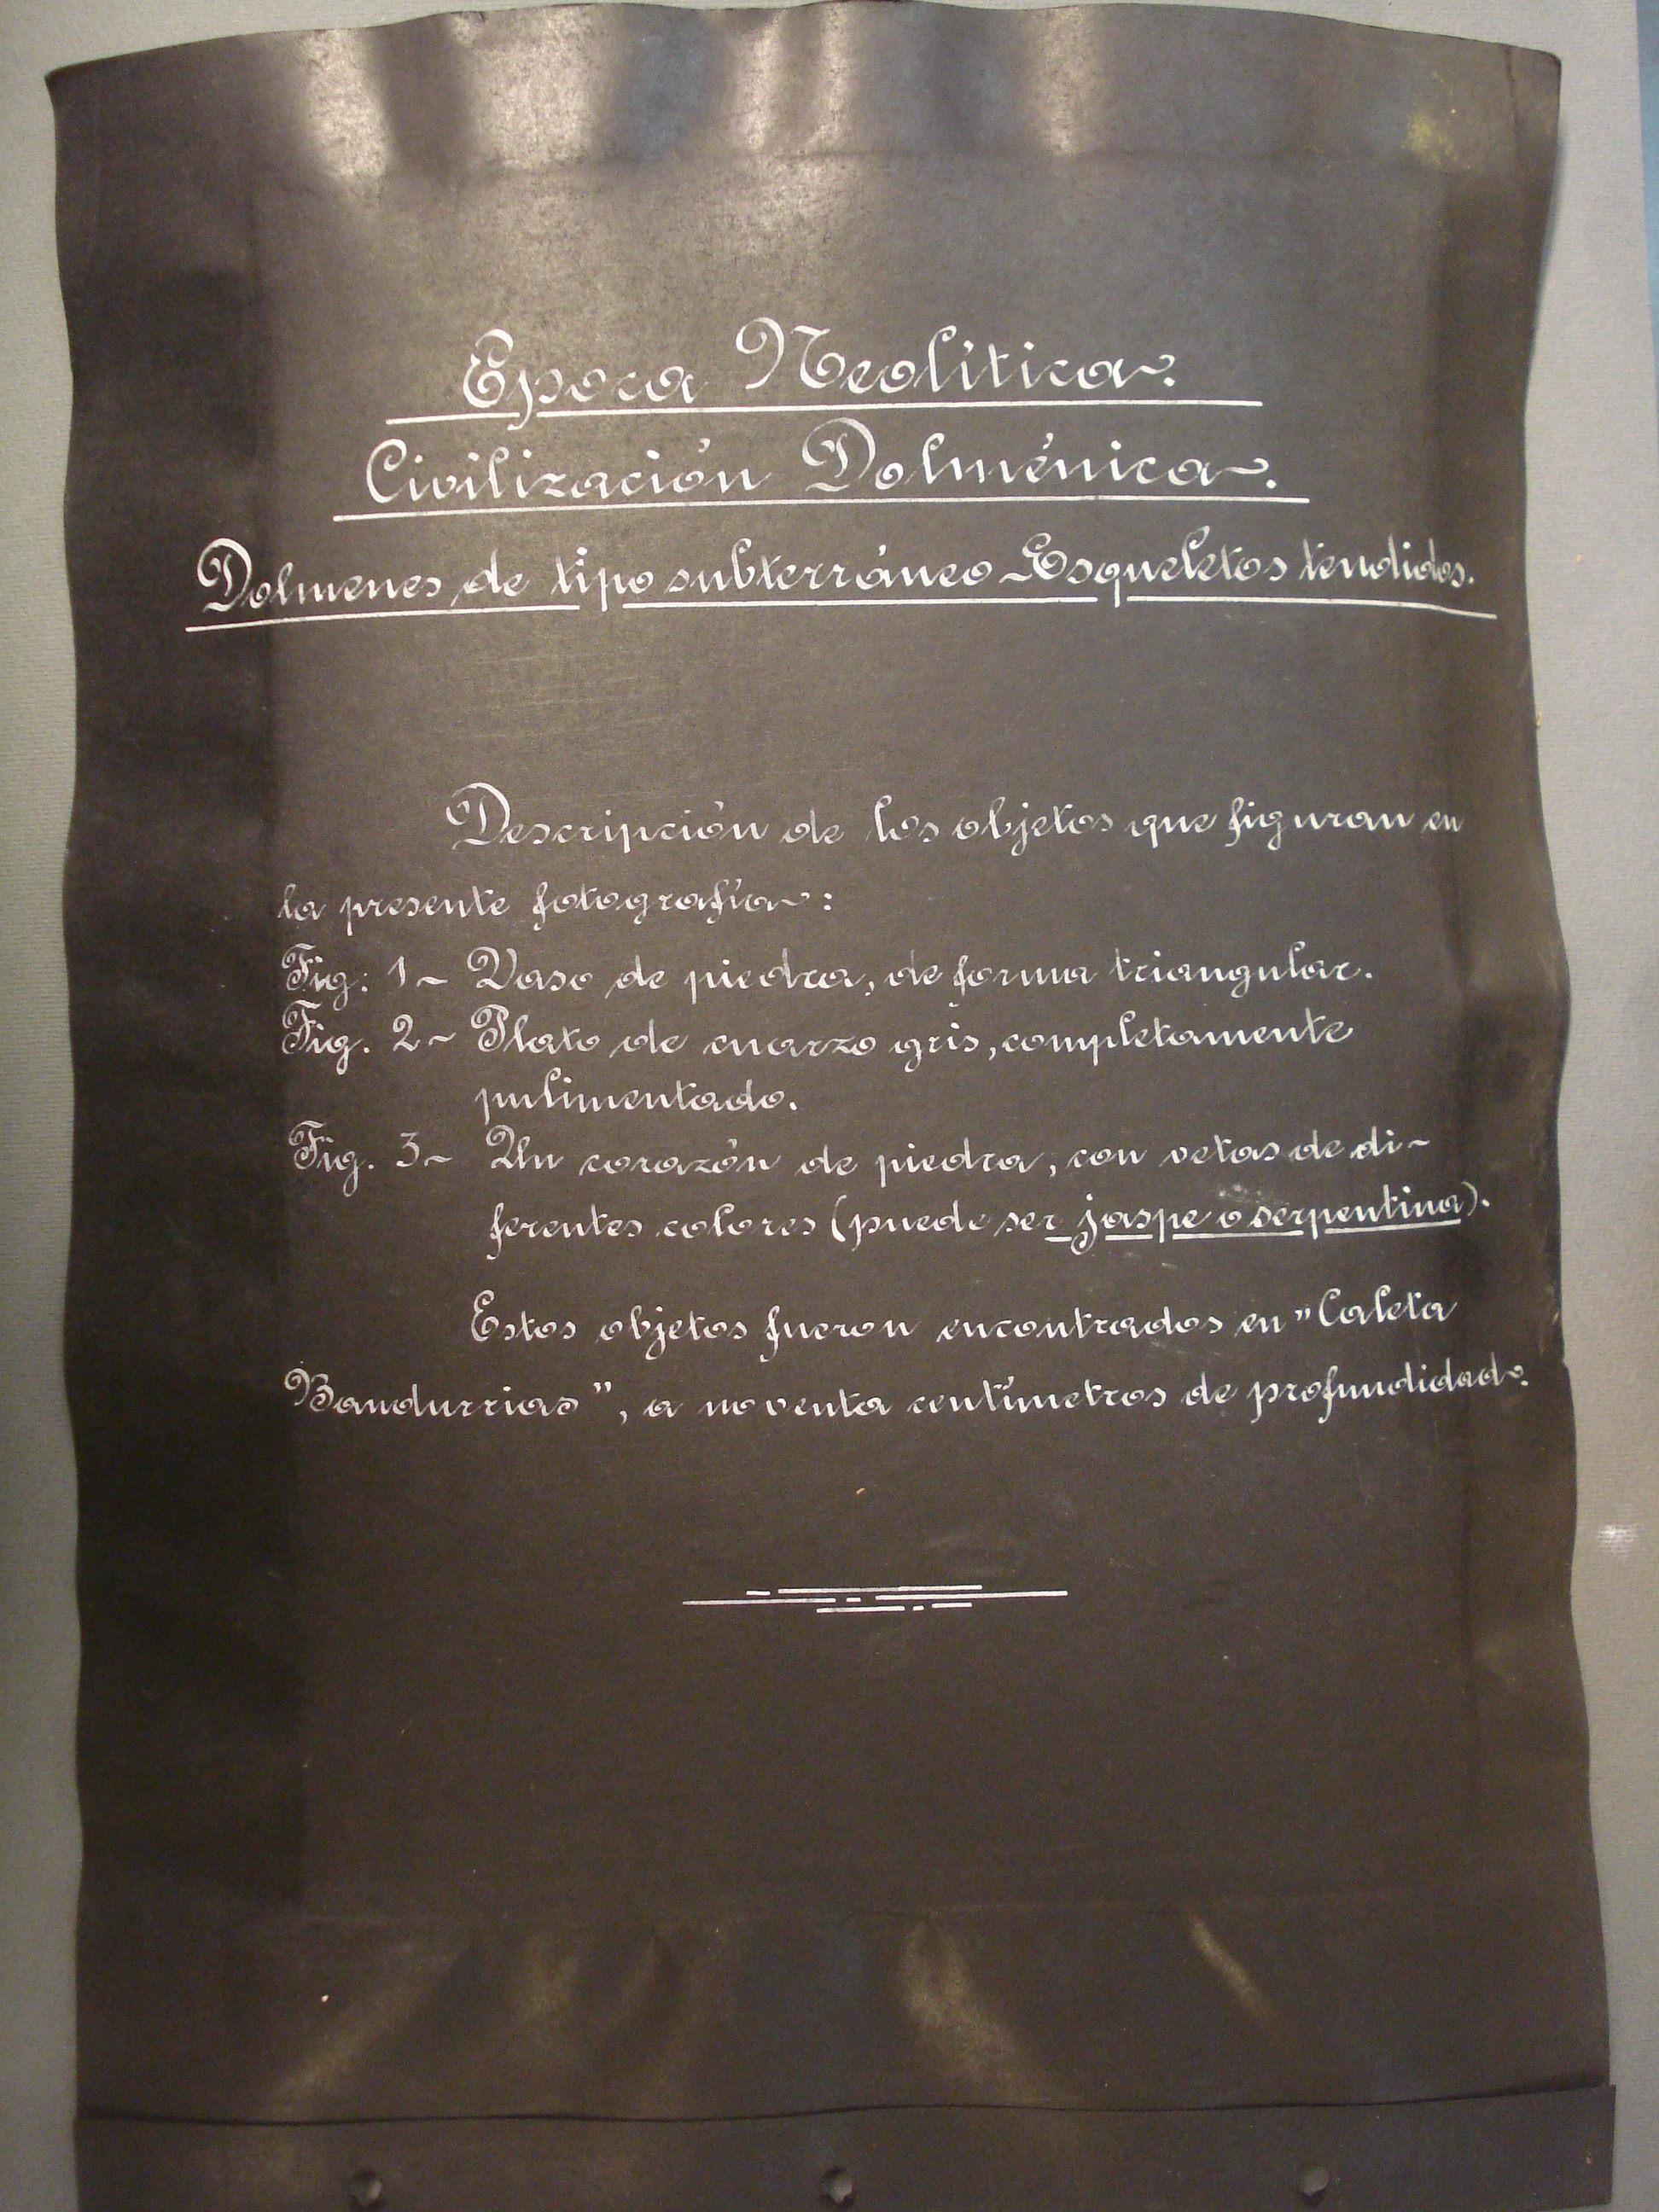 Epoca Neolítica.
Civilización Dolménica.
Dolmenes de tipo subterráneo - Esqueletos tendidos.
Descripción de los objetos que figuran en
la presente fotografía:
Fig. 1 - Vaso de piedra, de forma triangular.
Fig. 2 - Plato de cuarzo gris, completamente
pulimentado.
Fig. 3 - Un corazón de piedra, con vetas de di-
ferentes colores (puede ser jaspe o serpentina).
Estos objetos fueron encontrados en "Caleta
Bandurrias", a noventa centímetros de profundidad.